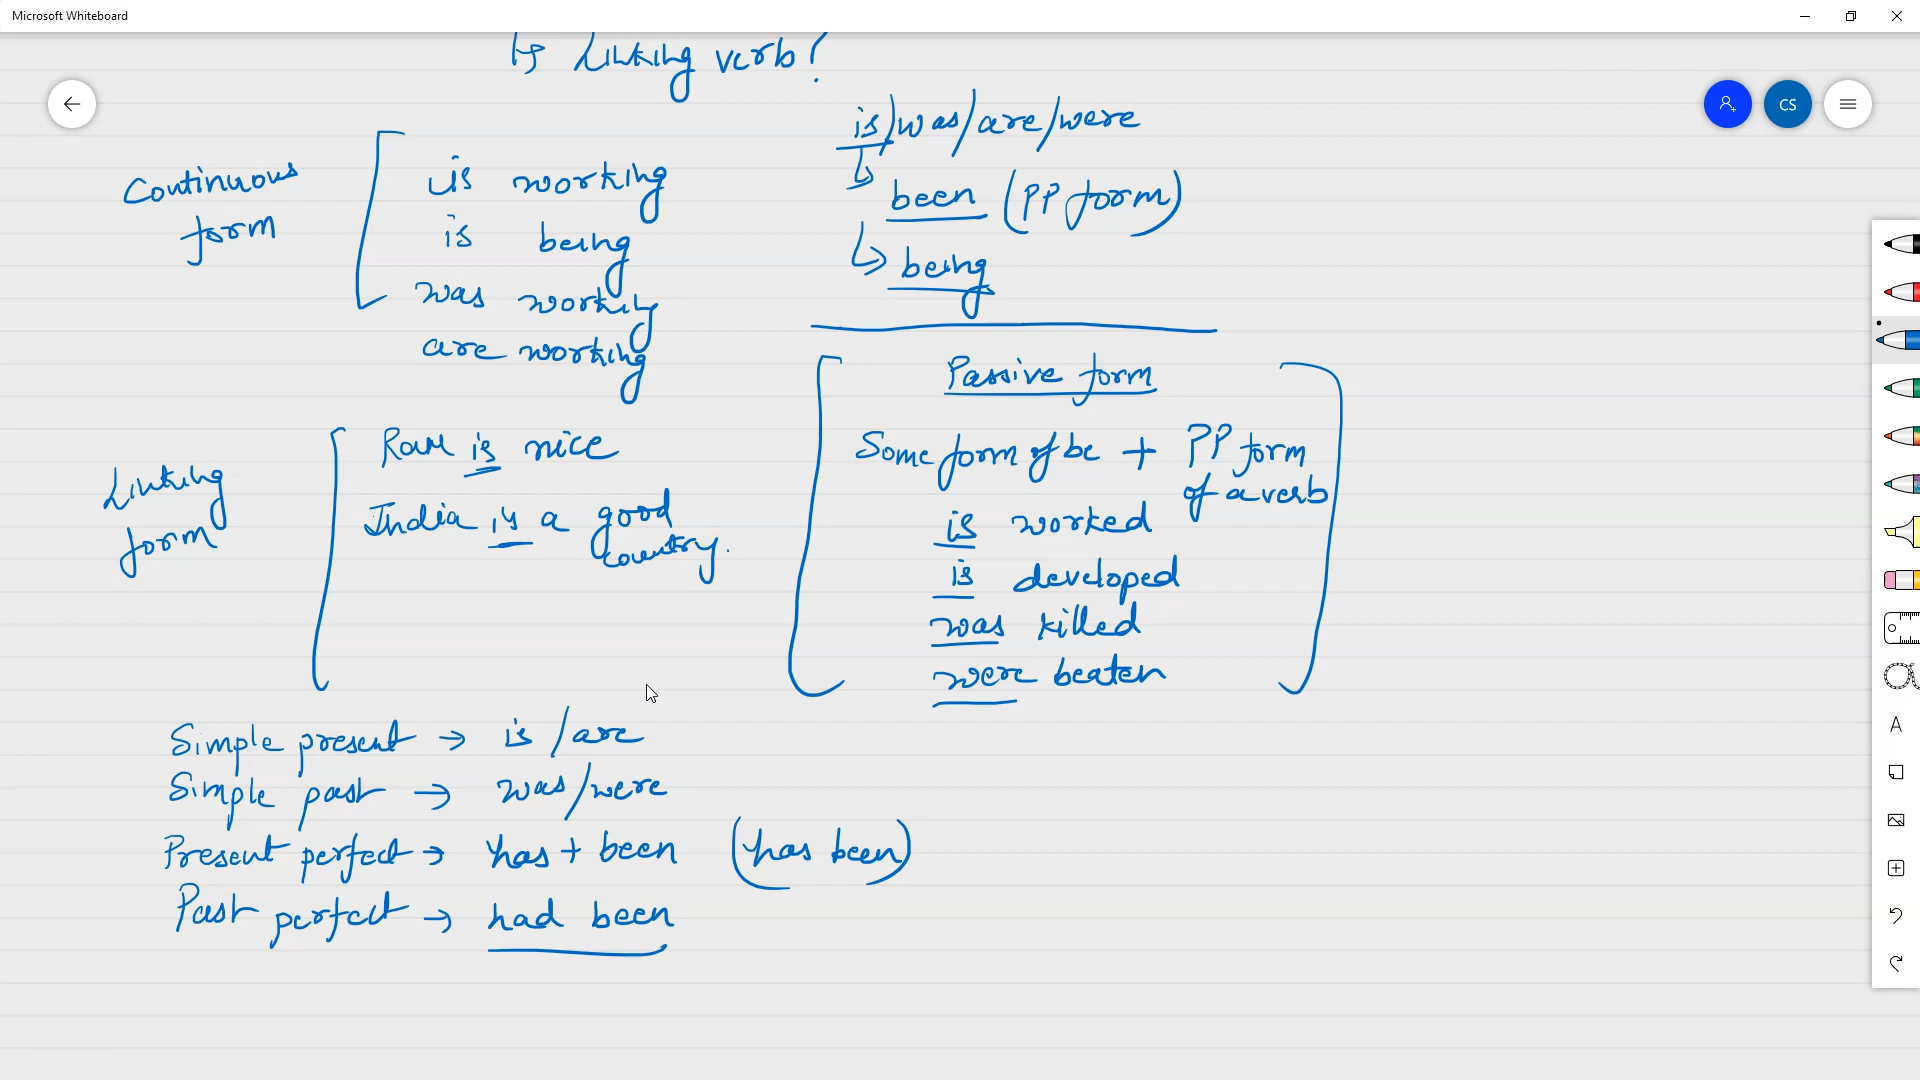 Microsoft Whiteboard
↳ Linking verb?
CS
Continuous
form
is working
is being
was working
are working
is/was/are/were
↳ been (PP form)
↳ being
Linking
form
Ram is nice
India is a good
country.
Passive form
Some form of be + PP form
of a verb
is worked
is developed
was killed
were beaten
Simple present → is/are
Simple past → was/were
Present perfect → has + been (has been)
Past perfect → had been
A